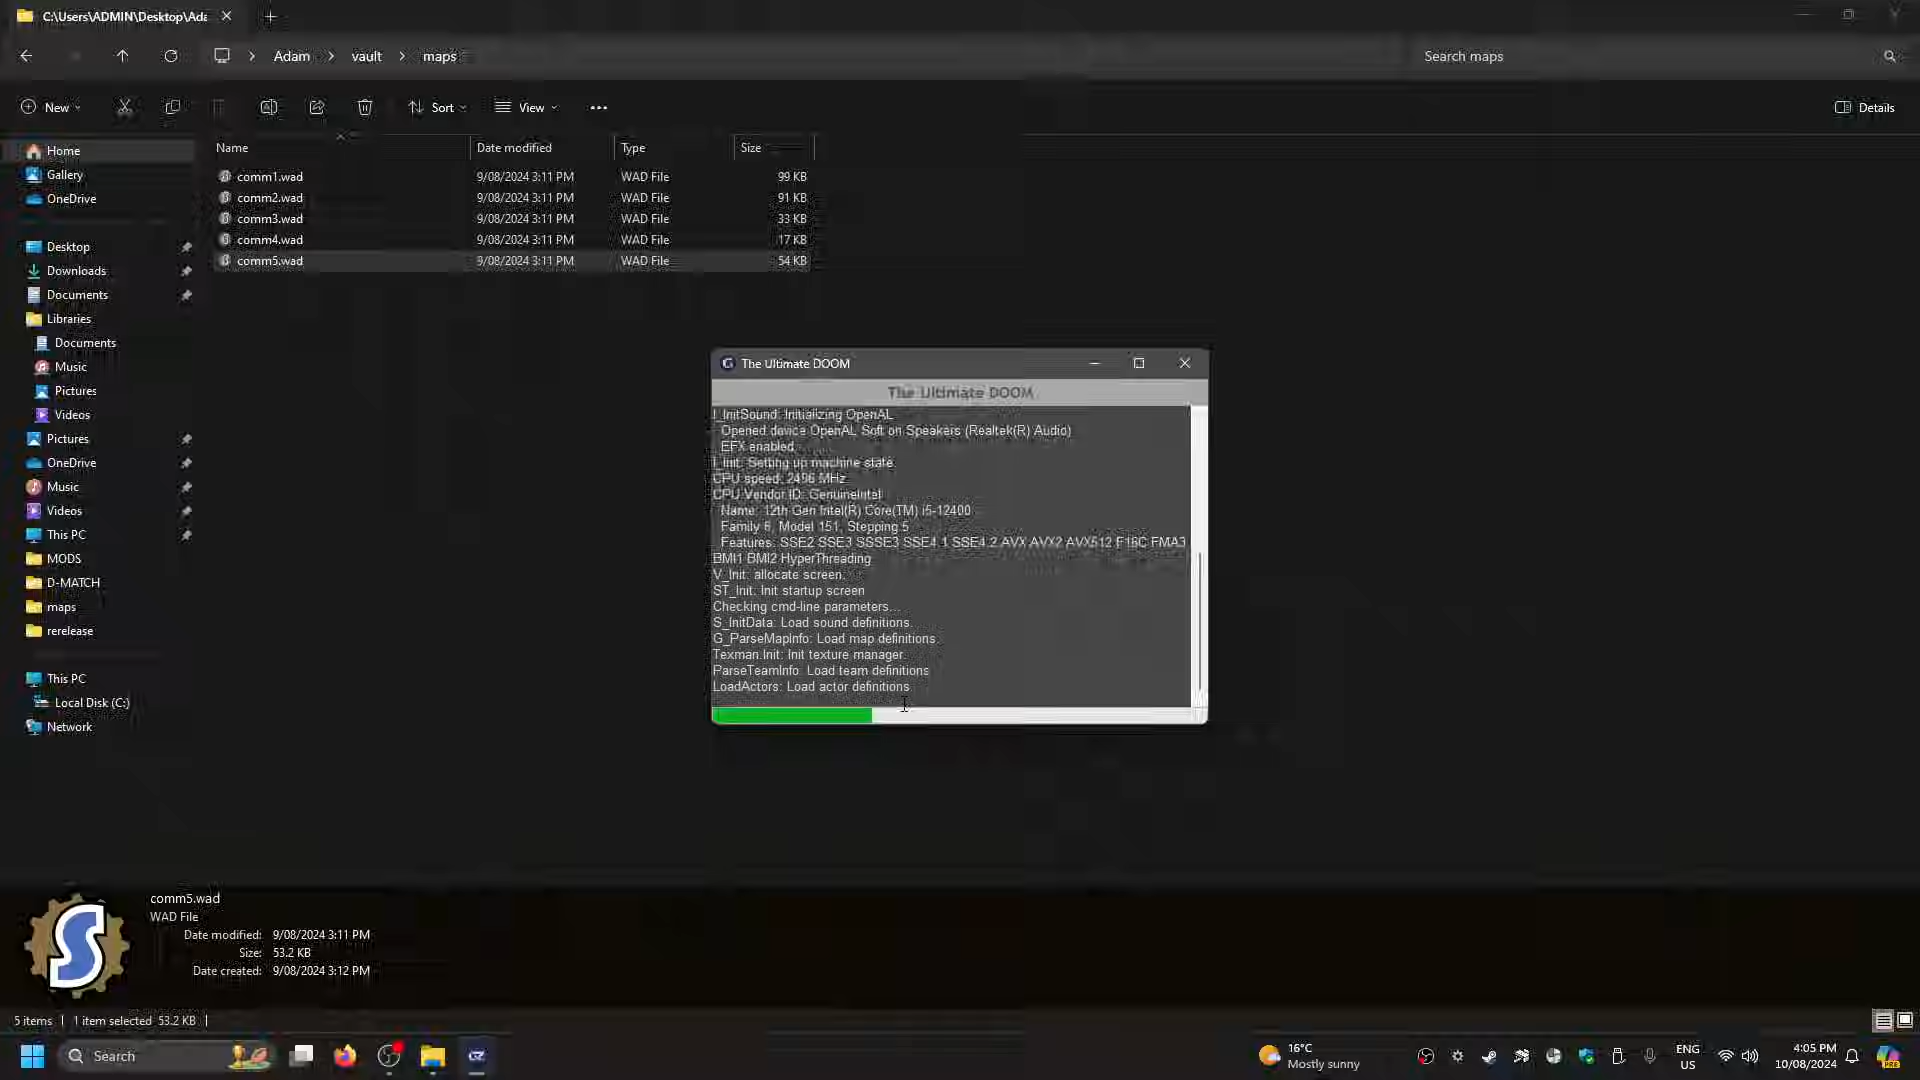 C:\Users\ADMIN\Desktop\Ada
Adam
vault
maps
Search maps
New
Sort
View
Details
Name
Date modified
Type
Size
comm1.wad 9/08/2024 3:11 PM WAD File 99 KB
comm2.wad 9/08/2024 3:11 PM WAD File 91 KB
comm3.wad 9/08/2024 3:11 PM WAD File 33 KB
comm4.wad 9/08/2024 3:11 PM WAD File 17 KB
comm5.wad 9/08/2024 3:11 PM WAD File 54 KB
Home
Gallery
OneDrive
Desktop
Downloads
Documents
Libraries
Documents
Music
Pictures
Videos
Pictures
OneDrive
Music
Videos
This PC
MODS
D-MATCH
maps
rerelease
This PC
Local Disk (C:)
Network
The Ultimate DOOM
The Ultimate DOOM
I_InitSound: Initializing OpenAL
Opened device OpenAL Soft on Speakers (Realtek(R) Audio)
EFX enabled
I_Init: Setting up machine state.
CPU speed: 2496 MHz
CPU Vendor ID: GenuineIntel
Name: 12th Gen Intel(R) Core(TM) i5-12400
Family 6, Model 151, Stepping 5
Features: SSE2 SSE3 SSSE3 SSE4.1 SSE4.2 AVX AVX2 AVX512 F16C FMA3
BMI1 BMI2 HyperThreading
V_Init: allocate screen.
ST_Init: Init startup screen
Checking cmd-line parameters...
S_InitData: Load sound definitions.
G_ParseMapInfo: Load map definitions.
Texman.Init: Init texture manager.
ParseTeamInfo: Load team definitions
LoadActors: Load actor definitions
comm5.wad
WAD File
Date modified: 9/08/2024 3:11 PM
Size: 53.2 KB
Date created: 9/08/2024 3:12 PM
5 items
1 item selected 53.2 KB
Search
16°C
Mostly sunny
ENG
US
4:05 PM
10/08/2024
PRE